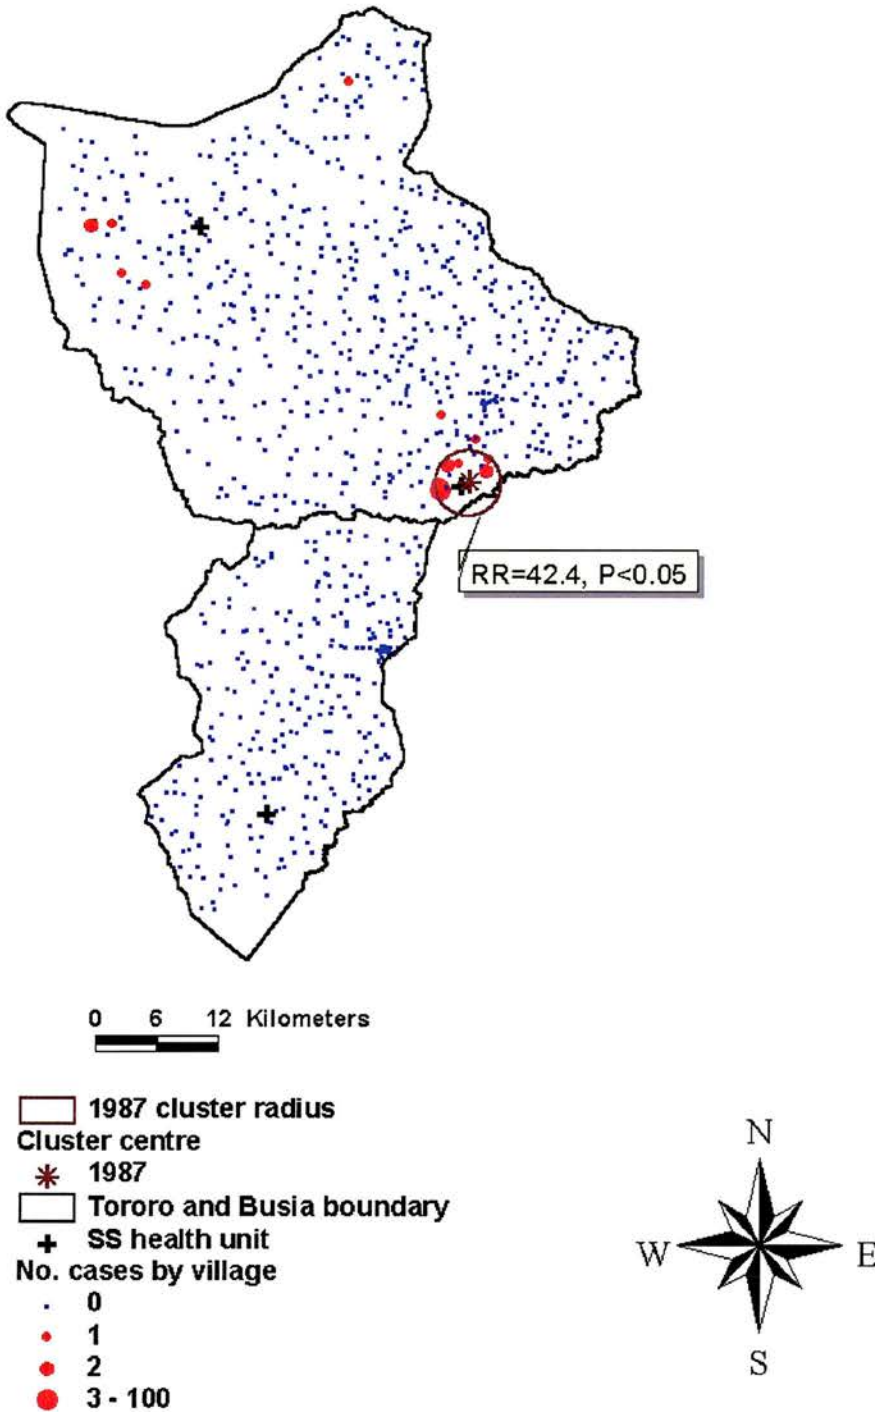 RR=42.4, P<0.05
0 6 12 Kilometers
1987 cluster radius
Cluster centre
1987
Tororo and Busia boundary
SS health unit
No. cases by village
0
1
2
3 - 100
N
W E
S